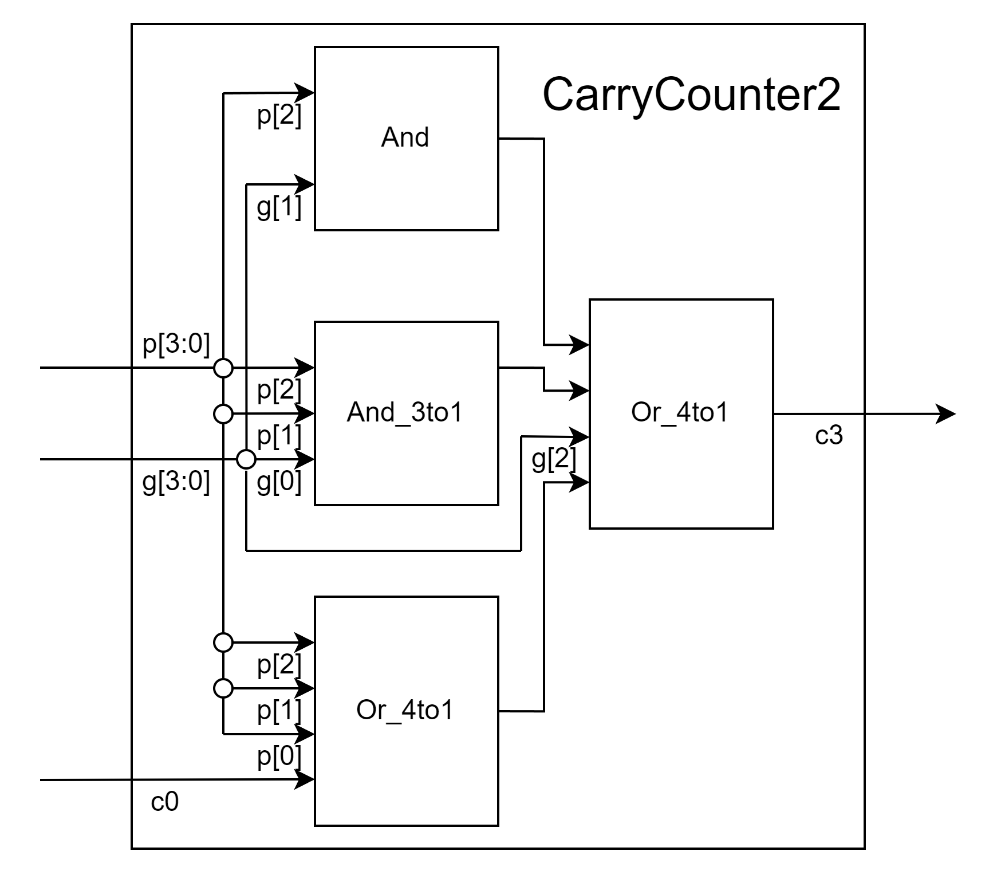 CarryCounter2
p[2]
And
g[1]
p[3:0]
p[2]
And_3to1
Or_4to1
p[1]
c3
g[2]
g[3:0]
g[0]
p[2]
p[1]
Or_4to1
p[0]
c0